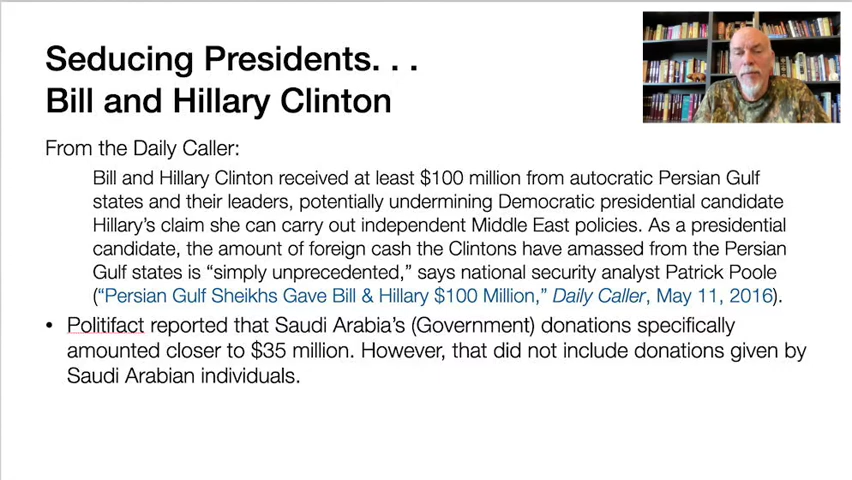 Seducing Presidents. . .
Bill and Hillary Clinton
From the Daily Caller:
Bill and Hillary Clinton received at least $100 million from autocratic Persian Gulf
states and their leaders, potentially undermining Democratic presidential candidate
Hillary’s claim she can carry out independent Middle East policies. As a presidential
candidate, the amount of foreign cash the Clintons have amassed from the Persian
Gulf states is “simply unprecedented,” says national security analyst Patrick Poole
(“Persian Gulf Sheikhs Gave Bill & Hillary $100 Million,” Daily Caller, May 11, 2016).
• Politifact reported that Saudi Arabia’s (Government) donations specifically
amounted closer to $35 million. However, that did not include donations given by
Saudi Arabian individuals.